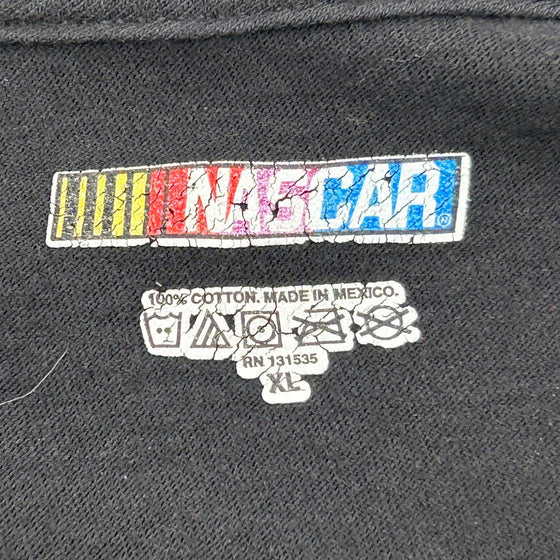 NASCAR®
100% COTTON. MADE IN MEXICO.
RN 131535
XL